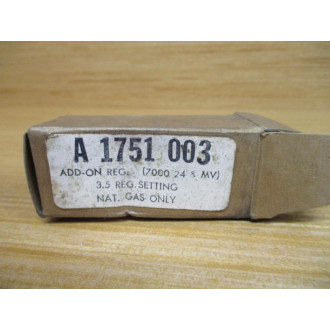 A 1751 003
ADD-ON REG. (7000 24 & MV)
3.5 REG. SETTING
NAT. GAS ONLY